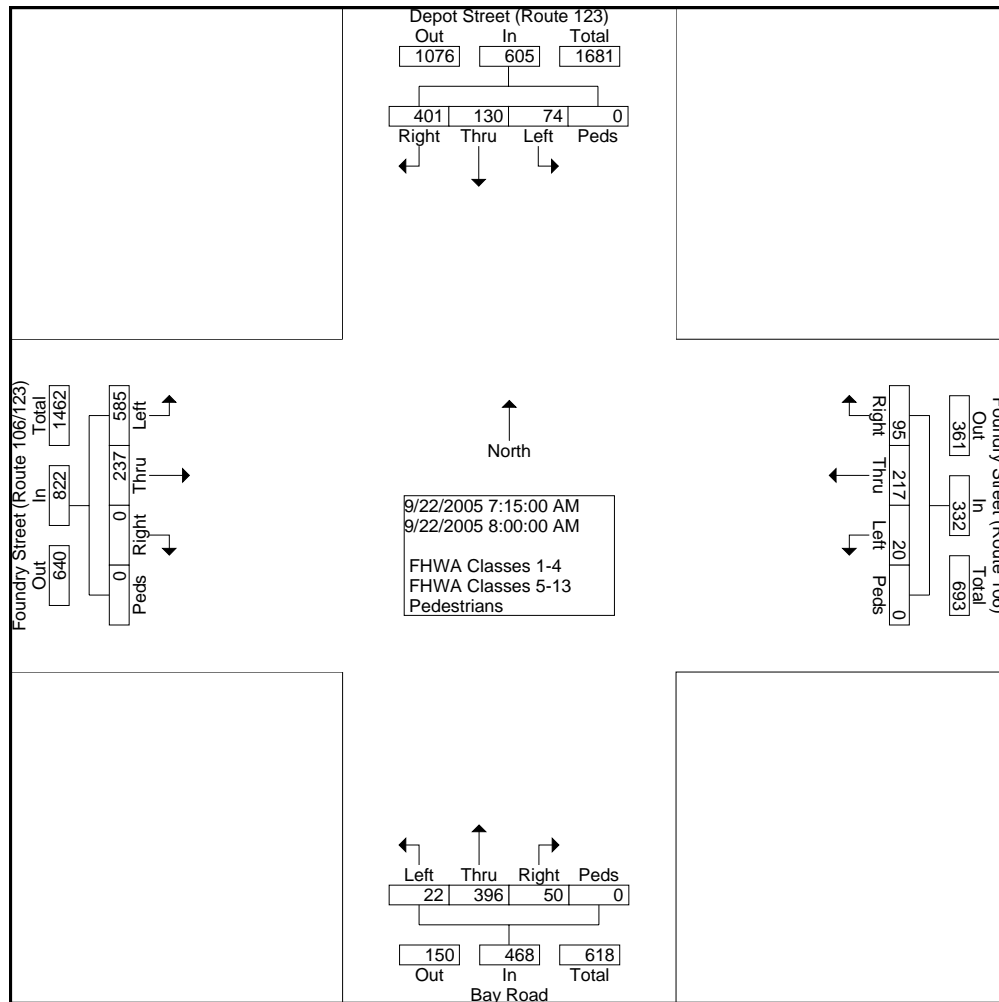 Depot Street (Route 123)
Out In Total
1076 605 1681
401 130 74 0
Right Thru Left Peds
Foundry Street (Route 106/123)
Total In Out
1462 822 640
585 237 0 0
Left Thru Right Peds
North
9/22/2005 7:15:00 AM
9/22/2005 8:00:00 AM
FHWA Classes 1-4
FHWA Classes 5-13
Pedestrians
Foundry Street (Route 106)
Out In Total
361 332 693
95 217 20 0
Right Thru Left Peds
Left Thru Right Peds
22 396 50 0
150 468 618
Out In Total
Bay Road